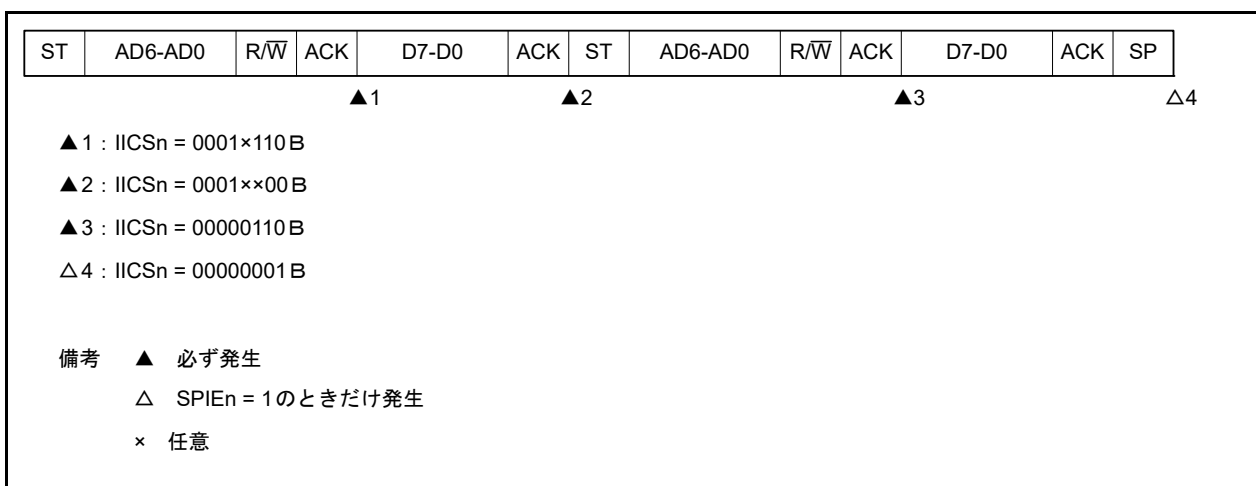 ST AD6-AD0 R/W̅ ACK D7-D0 ACK ST AD6-AD0 R/W̅ ACK D7-D0 ACK SP
▲1 ▲2 ▲3 △4
▲1：IICSn = 0001×110B
▲2：IICSn = 0001××00B
▲3：IICSn = 00000110B
△4：IICSn = 00000001B
備考 ▲ 必ず発生
△ SPIEn = 1のときだけ発生
× 任意